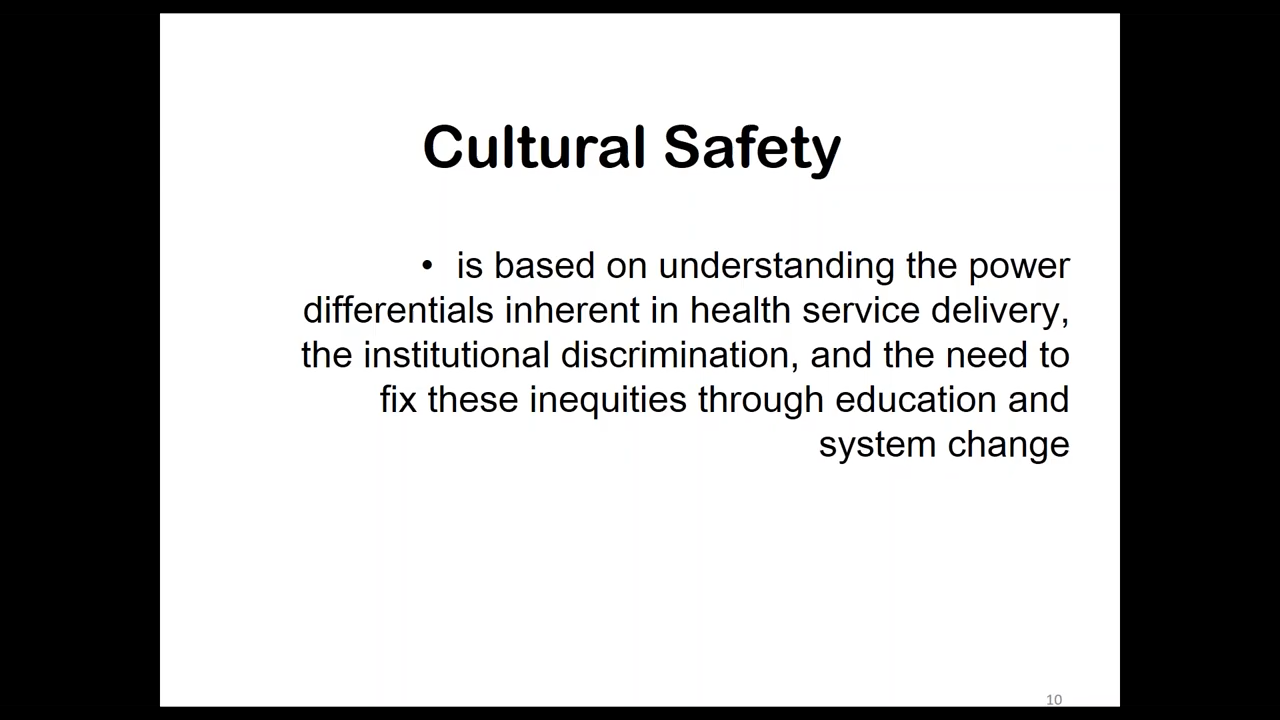 Cultural Safety
• is based on understanding the power
differentials inherent in health service delivery,
the institutional discrimination, and the need to
fix these inequities through education and
system change
10